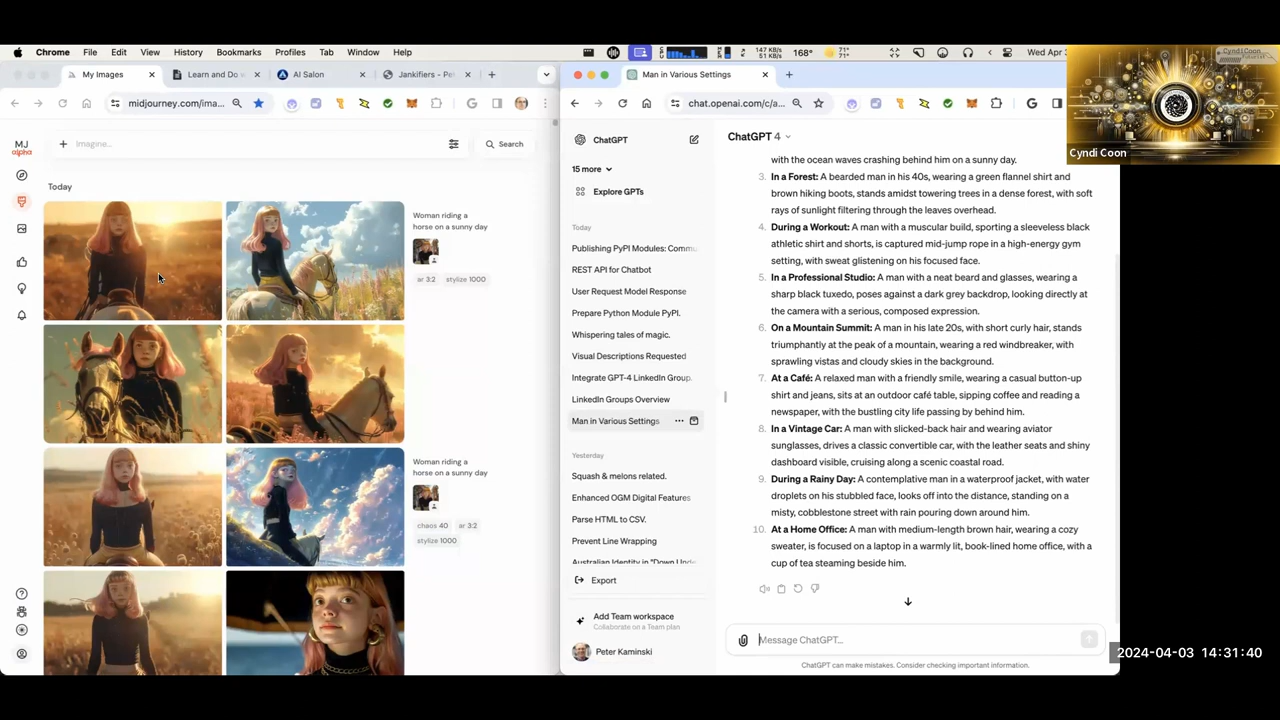 Chrome File Edit View History Bookmarks Profiles Tab Window Help
147 KB/s
51 KB/s
168°
71°
71°
Wed Apr
My Images
Learn and Do
AI Salon
Jankifiers - Pe
midjourney.com/ima...
MJ
alpha
Imagine...
Search
Today
Woman riding a
horse on a sunny day
ar 3:2 stylize 1000
Woman riding a
horse on a sunny day
chaos 40 ar 3:2
stylize 1000
Man in Various Settings
chat.openai.com/c/a...
ChatGPT
15 more
Explore GPTs
Today
Publishing PyPI Modules: Commu
REST API for Chatbot
User Request Model Response
Prepare Python Module PyPI.
Whispering tales of magic.
Visual Descriptions Requested
Integrate GPT-4 LinkedIn Group.
LinkedIn Groups Overview
Man in Various Settings
Yesterday
Squash & melons related.
Enhanced OGM Digital Features
Parse HTML to CSV.
Prevent Line Wrapping
Australian Identity in "Down Unde
Export
Add Team workspace
Collaborate on a Team plan
Peter Kaminski
ChatGPT 4
with the ocean waves crashing behind him on a sunny day.
3. In a Forest: A bearded man in his 40s, wearing a green flannel shirt and
brown hiking boots, stands amidst towering trees in a dense forest, with soft
rays of sunlight filtering through the leaves overhead.
4. During a Workout: A man with a muscular build, sporting a sleeveless black
athletic shirt and shorts, is captured mid-jump rope in a high-energy gym
setting, with sweat glistening on his focused face.
5. In a Professional Studio: A man with a neat beard and glasses, wearing a
sharp black tuxedo, poses against a dark grey backdrop, looking directly at
the camera with a serious, composed expression.
6. On a Mountain Summit: A man in his late 20s, with short curly hair, stands
triumphantly at the peak of a mountain, wearing a red windbreaker, with
sprawling vistas and cloudy skies in the background.
7. At a Café: A relaxed man with a friendly smile, wearing a casual button-up
shirt and jeans, sits at an outdoor café table, sipping coffee and reading a
newspaper, with the bustling city life passing by behind him.
8. In a Vintage Car: A man with slicked-back hair and wearing aviator
sunglasses, drives a classic convertible car, with the leather seats and shiny
dashboard visible, cruising along a scenic coastal road.
9. During a Rainy Day: A contemplative man in a waterproof jacket, with water
droplets on his stubbled face, looks off into the distance, standing on a
misty, cobblestone street with rain pouring down around him.
10. At a Home Office: A man with medium-length brown hair, wearing a cozy
sweater, is focused on a laptop in a warmly lit, book-lined home office, with a
cup of tea steaming beside him.
Message ChatGPT...
ChatGPT can make mistakes. Consider checking important information.
Cyndi Coon
Futurist
Cyndi Coon
2024-04-03 14:31:40